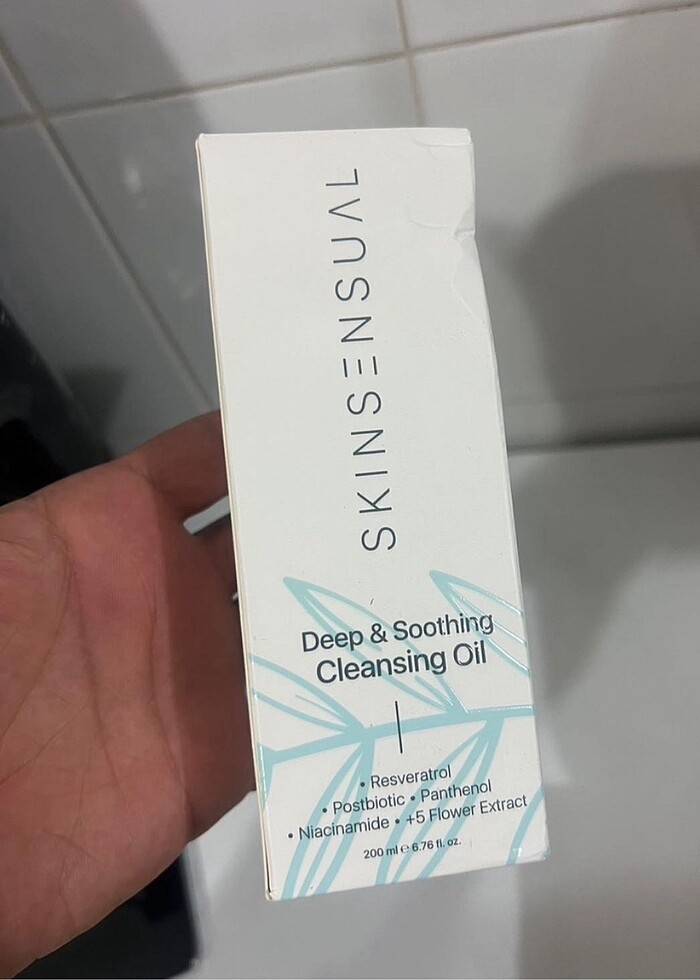 SKINSENSUAL
Deep & Soothing
Cleansing Oil
• Resveratrol
• Postbiotic • Panthenol
• Niacinamide • +5 Flower Extract
200 ml ℮ 6.76 fl. oz.